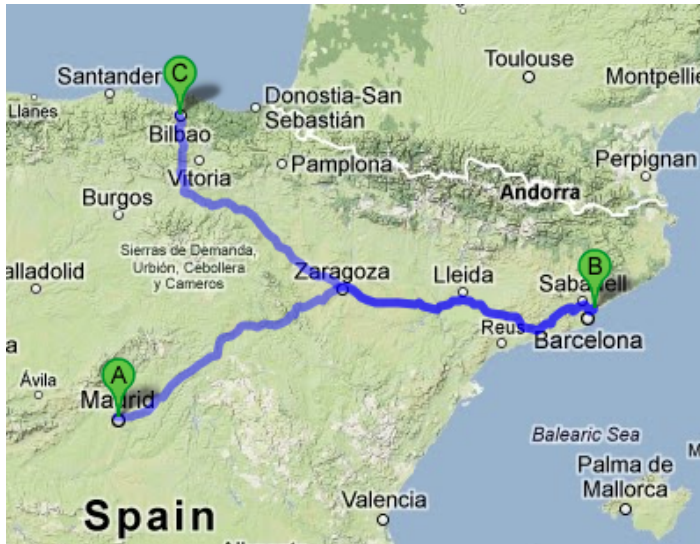 C
Santander
Toulouse
Montpellie
Llanes
Donostia-San
Sebastián
Bilbao
Vitoria
Pamplona
Perpignan
Andorra
Burgos
Sierras de Demanda,
Urbión, Cebollera
y Cameros
alladolid
Zaragoza
Lleida
B
Sabadell
Reus
Barcelona
a
A
Ávila
Madrid
Balearic Sea
M
Palma de
Mallorca
Spain
Valencia